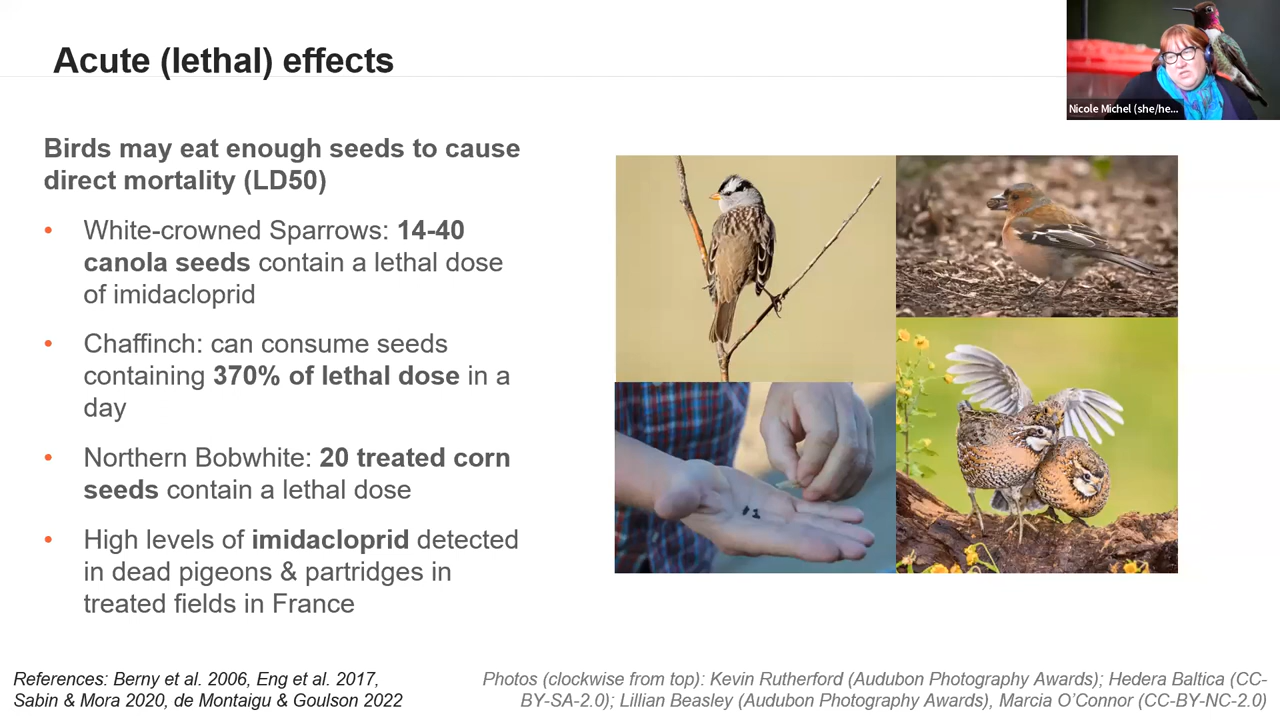 Acute (lethal) effects
Nicole Michel (she/he...
Birds may eat enough seeds to cause
direct mortality (LD50)
• White-crowned Sparrows: 14-40
canola seeds contain a lethal dose
of imidacloprid
• Chaffinch: can consume seeds
containing 370% of lethal dose in a
day
• Northern Bobwhite: 20 treated corn
seeds contain a lethal dose
• High levels of imidacloprid detected
in dead pigeons & partridges in
treated fields in France
References: Berny et al. 2006, Eng et al. 2017,
Sabin & Mora 2020, de Montaigu & Goulson 2022
Photos (clockwise from top): Kevin Rutherford (Audubon Photography Awards); Hedera Baltica (CC-
BY-SA-2.0); Lillian Beasley (Audubon Photography Awards), Marcia O’Connor (CC-BY-NC-2.0)